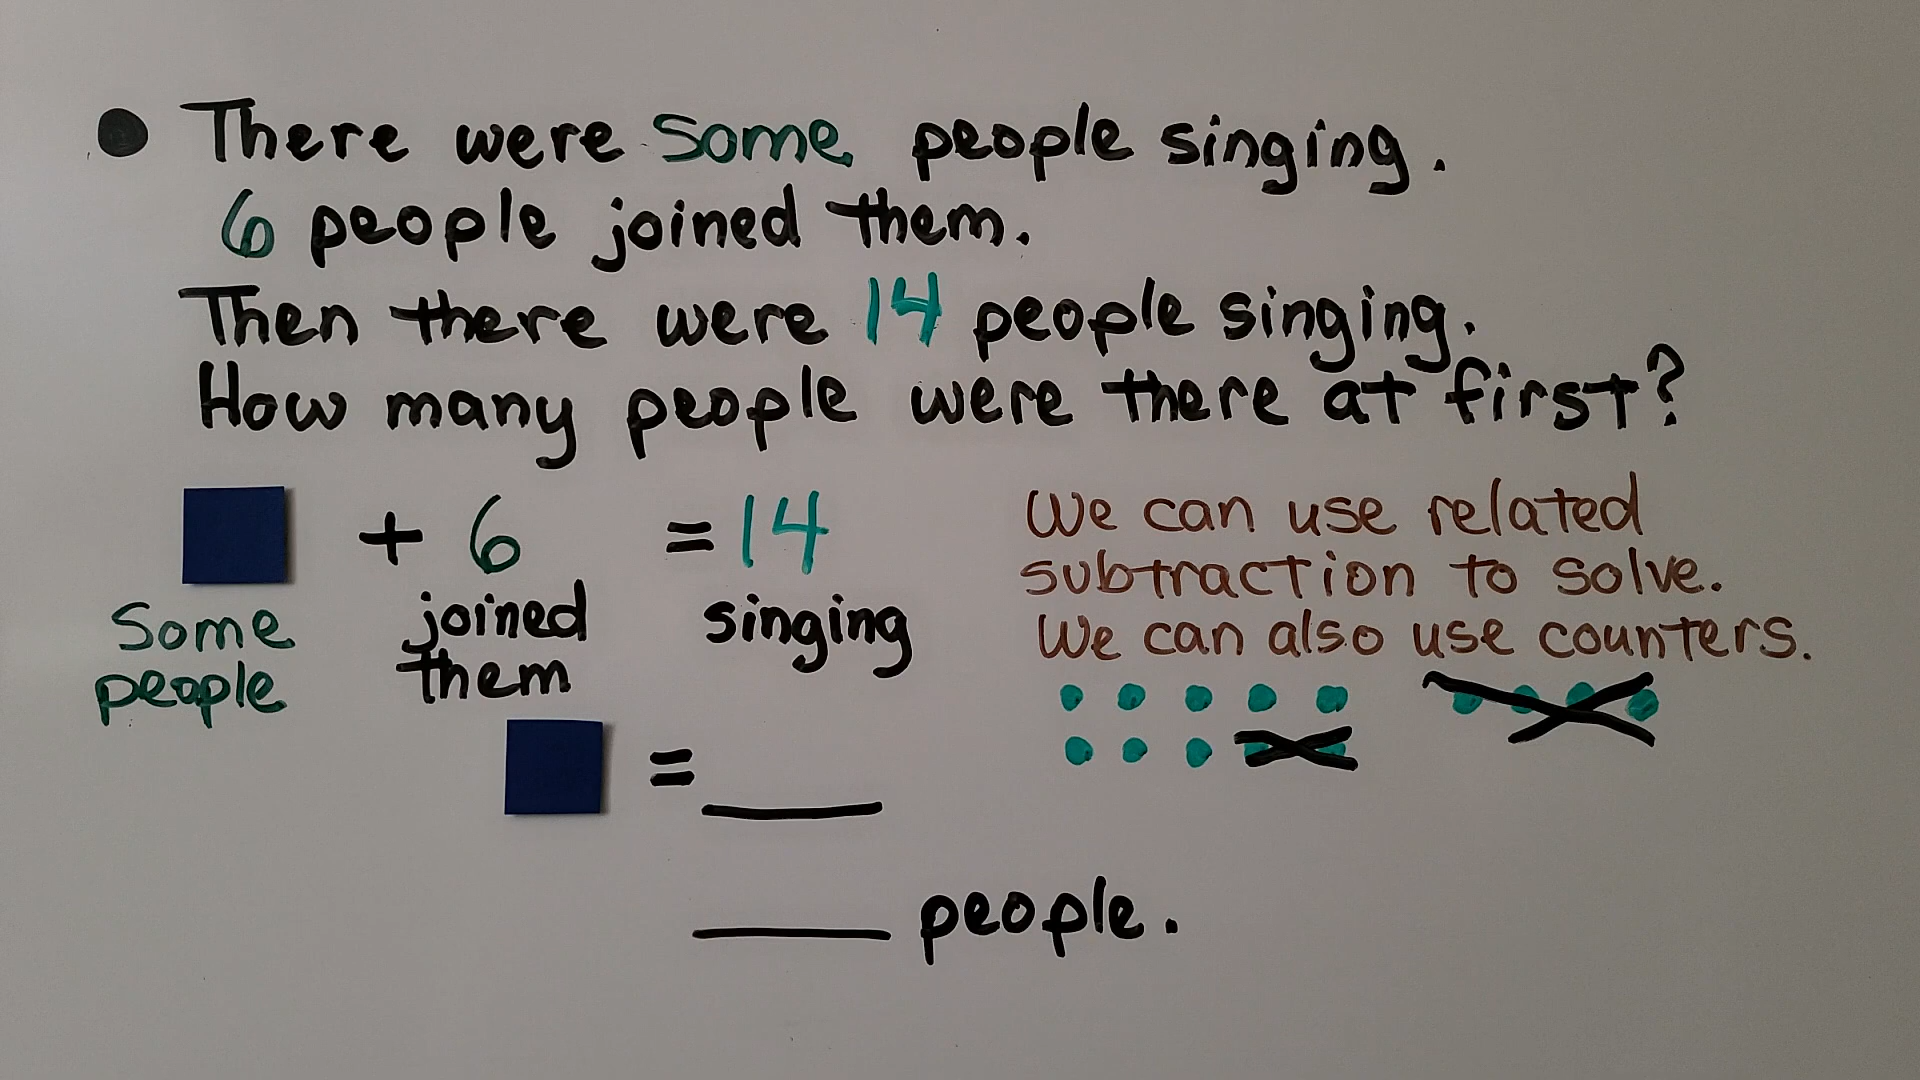 There were some people singing.
6 people joined them.
Then there were 14 people singing.
How many people were there at first?
+ 6 = 14
Some people
joined them
singing
= ____
____ people.
We can use related
subtraction to solve.
We can also use counters.